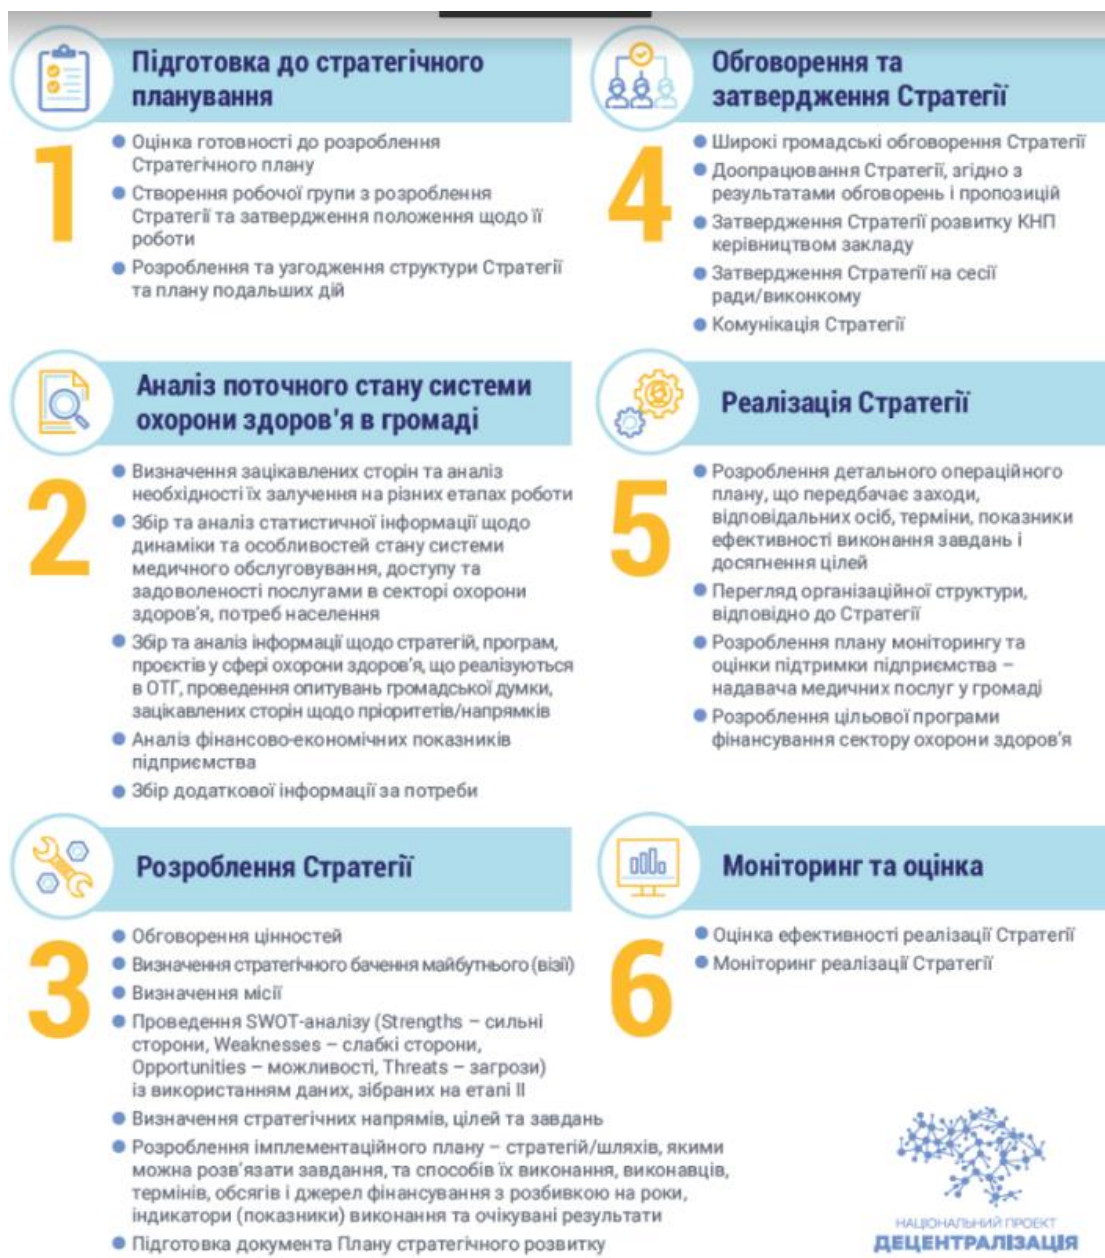 Підготовка до стратегічного
планування
1
● Оцінка готовності до розроблення
Стратегічного плану
● Створення робочої групи з розроблення
Стратегії та затвердження положення щодо її
роботи
● Розроблення та узгодження структури Стратегії
та плану подальших дій
Аналіз поточного стану системи
охорони здоров'я в громаді
2
● Визначення зацікавлених сторін та аналіз
необхідності їх залучення на різних етапах роботи
● Збір та аналіз статистичної інформації щодо
динаміки та особливостей стану системи
медичного обслуговування, доступу та
задоволеності послугами в секторі охорони
здоров'я, потреб населення
● Збір та аналіз інформації щодо стратегій, програм,
проєктів у сфері охорони здоров'я, що реалізуються
в ОТГ, проведення опитувань громадської думки,
зацікавлених сторін щодо пріоритетів/напрямків
● Аналіз фінансово-економічних показників
підприємства
● Збір додаткової інформації за потреби
Розроблення Стратегії
3
● Обговорення цінностей
● Визначення стратегічного бачення майбутнього (візії)
● Визначення місії
● Проведення SWOT-аналізу (Strengths – сильні
сторони, Weaknesses – слабкі сторони,
Opportunities – можливості, Threats – загрози)
із використанням даних, зібраних на етапі II
● Визначення стратегічних напрямів, цілей та завдань
● Розроблення імплементаційного плану – стратегій/шляхів, якими
можна розв'язати завдання, та способів їх виконання, виконавців,
термінів, обсягів і джерел фінансування з розбивкою на роки,
індикатори (показники) виконання та очікувані результати
● Підготовка документа Плану стратегічного розвитку
Обговорення та
затвердження Стратегії
4
● Широкі громадські обговорення Стратегії
● Доопрацювання Стратегії, згідно з
результатами обговорень і пропозицій
● Затвердження Стратегії розвитку КНП
керівництвом закладу
● Затвердження Стратегії на сесії
ради/виконкому
● Комунікація Стратегії
Реалізація Стратегії
5
● Розроблення детального операційного
плану, що передбачає заходи,
відповідальних осіб, терміни, показники
ефективності виконання завдань і
досягнення цілей
● Перегляд організаційної структури,
відповідно до Стратегії
● Розроблення плану моніторингу та
оцінки підтримки підприємства –
надавача медичних послуг у громаді
● Розроблення цільової програми
фінансування сектору охорони здоров'я
Моніторинг та оцінка
6
● Оцінка ефективності реалізації Стратегії
● Моніторинг реалізації Стратегії
НАЦІОНАЛЬНИЙ ПРОЕКТ
ДЕЦЕНТРАЛІЗАЦІЯ